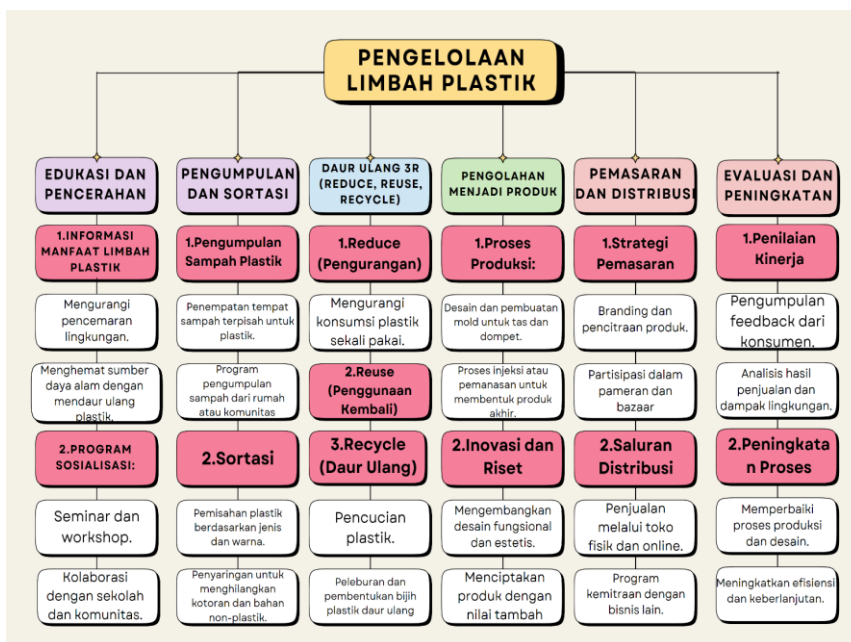 PENGELOLAAN
LIMBAH PLASTIK
EDUKASI DAN
PENCERAHAN
1.INFORMASI
MANFAAT LIMBAH
PLASTIK
Mengurangi
pencemaran
lingkungan.
Menghemat sumber
daya alam dengan
mendaur ulang
plastik.
2.PROGRAM
SOSIALISASI:
Seminar dan
workshop.
Kolaborasi
dengan sekolah
dan komunitas.
PENGUMPULAN
DAN SORTASI
1.Pengumpulan
Sampah Plastik
Penempatan tempat
sampah terpisah untuk
plastik.
Program
pengumpulan
sampah dari rumah
atau komunitas
2.Sortasi
Pemisahan plastik
berdasarkan jenis
dan warna.
Penyaringan untuk
menghilangkan
kotoran dan bahan
non-plastik.
DAUR ULANG 3R
(REDUCE, REUSE,
RECYCLE)
1.Reduce
(Pengurangan)
Mengurangi
konsumsi plastik
sekali pakai.
2.Reuse
(Penggunaan
Kembali)
3.Recycle
(Daur Ulang)
Pencucian
plastik.
Peleburan dan
pembentukan bijih
plastik daur ulang
PENGOLAHAN
MENJADI PRODUK
1.Proses
Produksi:
Desain dan pembuatan
mold untuk tas dan
dompet.
Proses injeksi atau
pemanasan untuk
membentuk produk
akhir.
2.Inovasi dan
Riset
Mengembangkan
desain fungsional
dan estetis.
Menciptakan
produk dengan
nilai tambah
PEMASARAN
DAN DISTRIBUSI
1.Strategi
Pemasaran
Branding dan
pencitraan produk.
Partisipasi dalam
pameran dan
bazaar
2.Saluran
Distribusi
Penjualan
melalui toko
fisik dan online.
Program
kemitraan dengan
bisnis lain.
EVALUASI DAN
PENINGKATAN
1.Penilaian
Kinerja
Pengumpulan
feedback dari
konsumen.
Analisis hasil
penjualan dan
dampak lingkungan.
2.Peningkata
n Proses
Memperbaiki
proses produksi
dan desain.
Meningkatkan efisiensi
dan keberlanjutan.